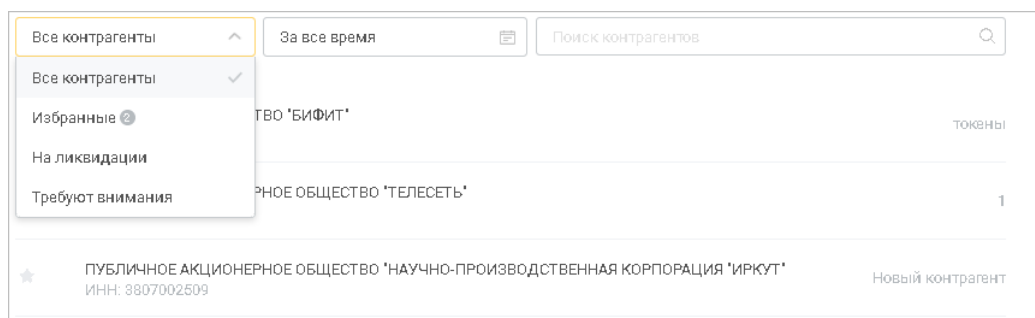 Все контрагенты
За все время
Поиск контрагентов
Все контрагенты
Избранные 2
На ликвидации
Требуют внимания
ТВО "БИФИТ"
токены
РНОЕ ОБЩЕСТВО "ТЕЛЕСЕТЬ"
1
ПУБЛИЧНОЕ АКЦИОНЕРНОЕ ОБЩЕСТВО "НАУЧНО-ПРОИЗВОДСТВЕННАЯ КОРПОРАЦИЯ "ИРКУТ"
ИНН: 3807002509
Новый контрагент